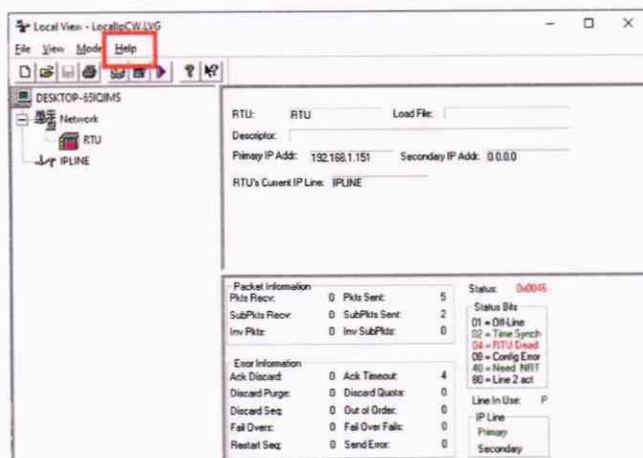 Local View - LocalIpCW.LVG
File View Mode Help
DESKTOP-65IQIMS
Network
RTU
IPLINE
RTU: RTU Load File:
Descriptor:
Primary IP Addr: 192.168.1.151 Secondary IP Addr: 0.0.0.0
RTU's Current IP Line: IPLINE
Packet Information
Pkts Recv: 0 Pkts Sent: 5
SubPkts Recv: 0 SubPkts Sent: 2
Inv Pkts: 0 Inv SubPkts: 0
Error Information
Ack Discard: 0 Ack Timeout: 4
Discard Purge: 0 Discard Quota: 0
Discard Seq: 0 Out of Order: 0
Fail Overs: 0 Fail Over Fails: 0
Restart Seq: 0 Send Error: 0
Status: 0x0046
Status Bits
01 = Off-Line
02 = Time Synch
04 = RTU Dead
08 = Config Error
40 = Need NRT
80 = Line 2 act
Line In Use: P
IP Line
Primary
Secondary